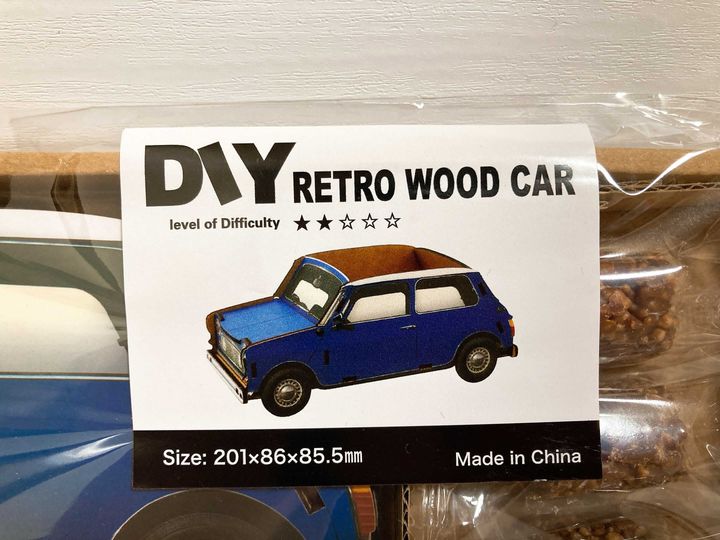 DIY RETRO WOOD CAR
level of Difficulty ★★☆☆☆
Size: 201×86×85.5㎜
Made in China